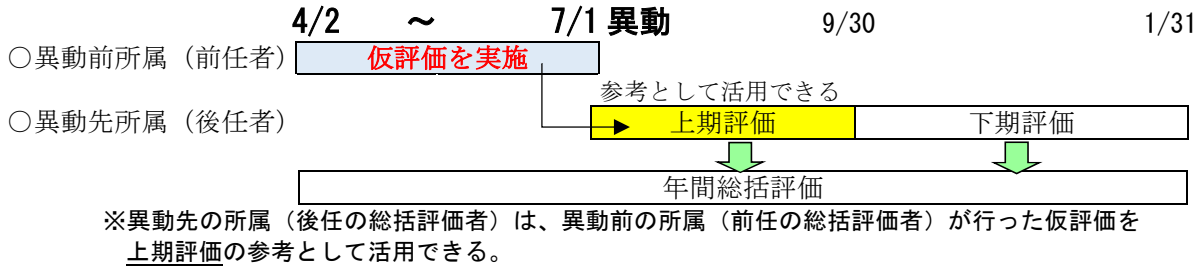 4/2 ～ 7/1 異動 9/30 1/31
○異動前所属（前任者） 仮評価を実施
参考として活用できる
○異動先所属（後任者） 上期評価 下期評価
年間総括評価
※異動先の所属（後任の総括評価者）は、異動前の所属（前任の総括評価者）が行った仮評価を
上期評価の参考として活用できる。